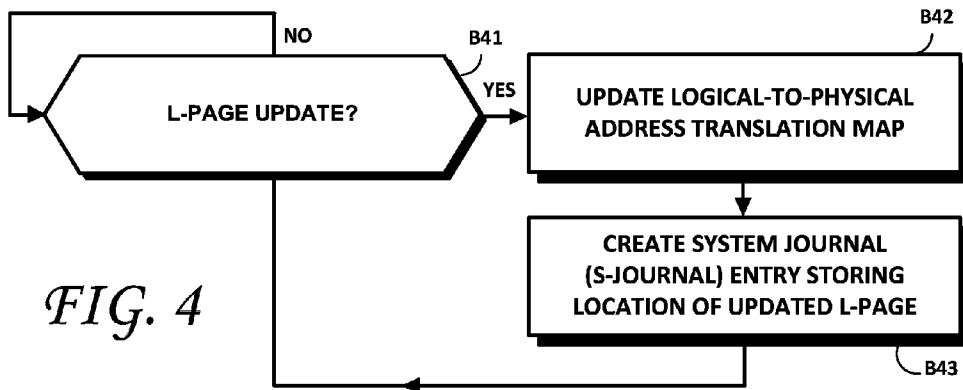 NO
B41
L-PAGE UPDATE?
YES
B42
UPDATE LOGICAL-TO-PHYSICAL
ADDRESS TRANSLATION MAP
CREATE SYSTEM JOURNAL
(S-JOURNAL) ENTRY STORING
LOCATION OF UPDATED L-PAGE
B43
FIG. 4